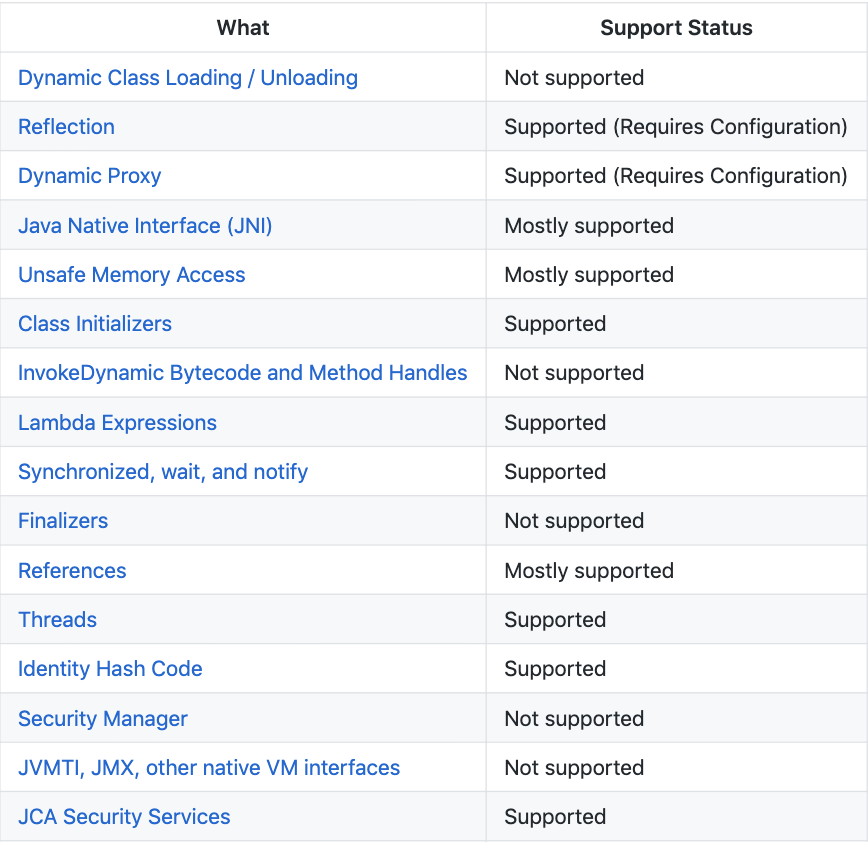 What Support Status
Dynamic Class Loading / Unloading Not supported
Reflection Supported (Requires Configuration)
Dynamic Proxy Supported (Requires Configuration)
Java Native Interface (JNI) Mostly supported
Unsafe Memory Access Mostly supported
Class Initializers Supported
InvokeDynamic Bytecode and Method Handles Not supported
Lambda Expressions Supported
Synchronized, wait, and notify Supported
Finalizers Not supported
References Mostly supported
Threads Supported
Identity Hash Code Supported
Security Manager Not supported
JVMTI, JMX, other native VM interfaces Not supported
JCA Security Services Supported